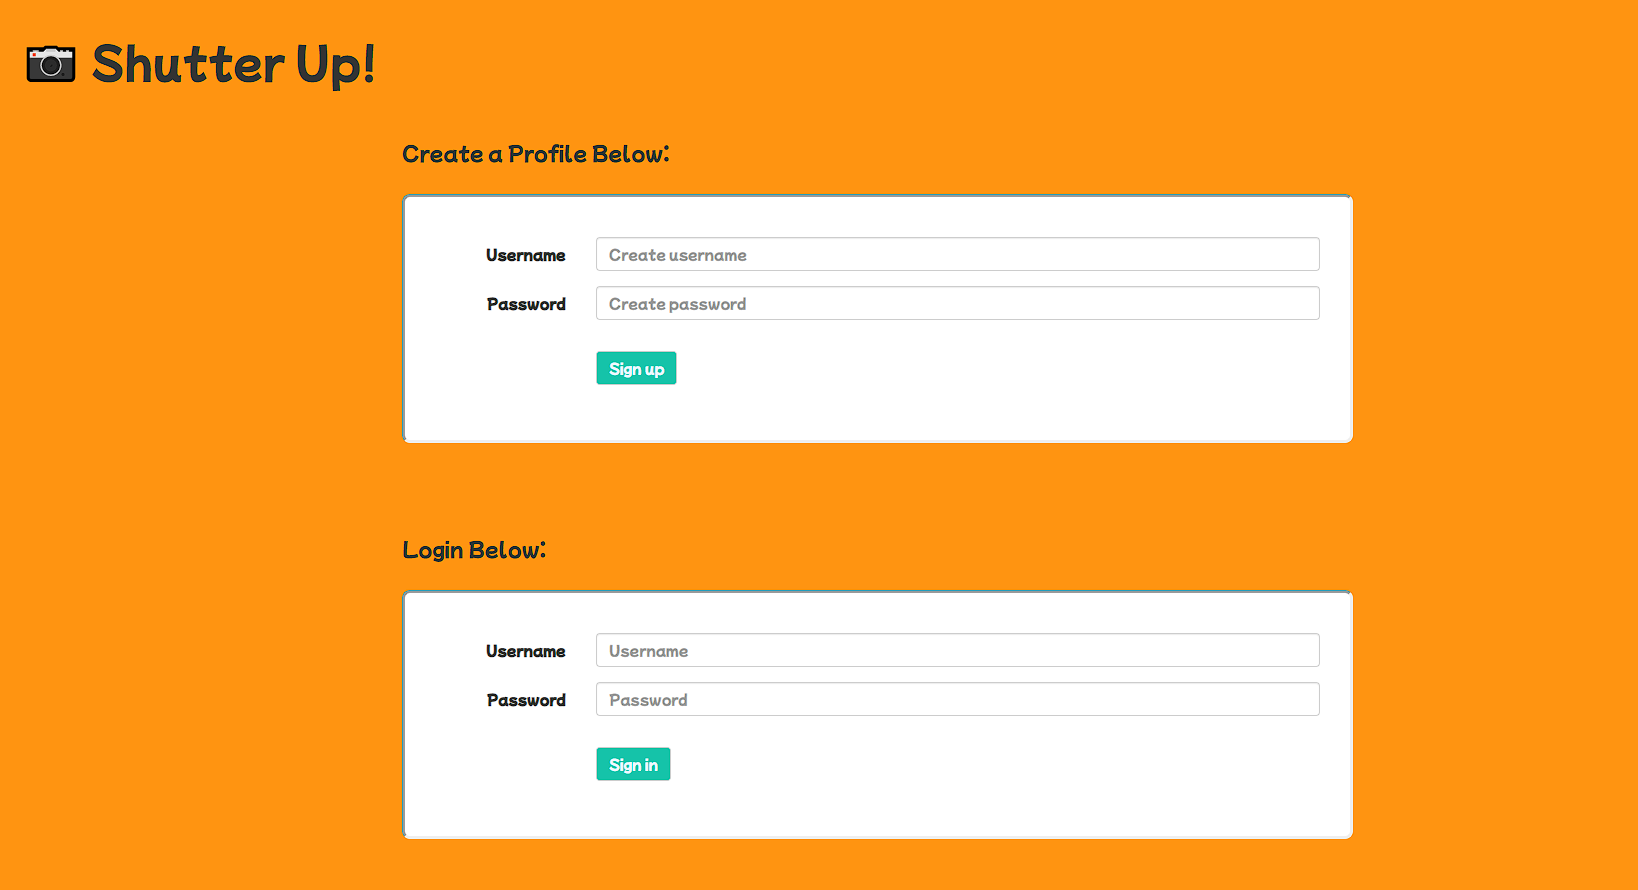 Shutter Up!
Create a Profile Below:
Username Create username
Password Create password
Sign up
Login Below:
Username Username
Password Password
Sign in